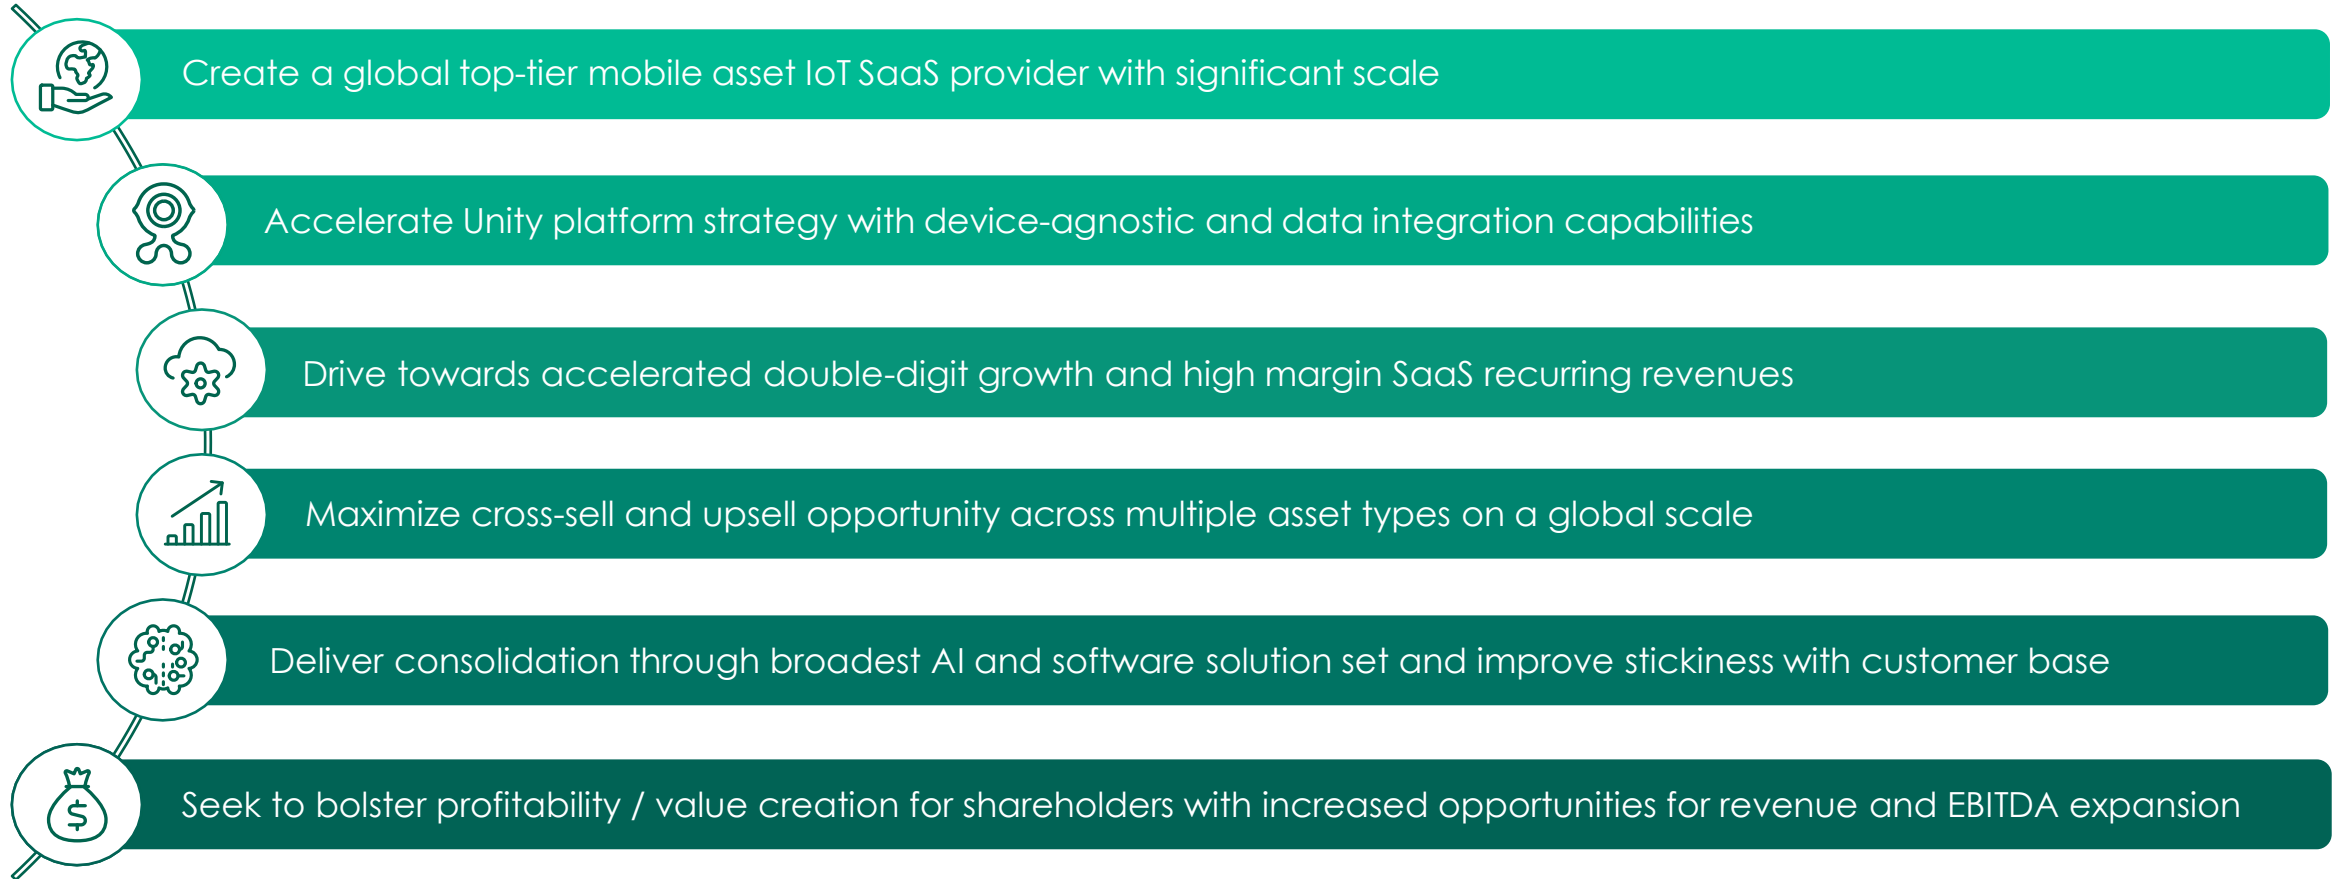 Create a global top-tier mobile asset IoT SaaS provider with significant scale
Accelerate Unity platform strategy with device-agnostic and data integration capabilities
Drive towards accelerated double-digit growth and high margin SaaS recurring revenues
Maximize cross-sell and upsell opportunity across multiple asset types on a global scale
Deliver consolidation through broadest AI and software solution set and improve stickiness with customer base
$
Seek to bolster profitability / value creation for shareholders with increased opportunities for revenue and EBITDA expansion